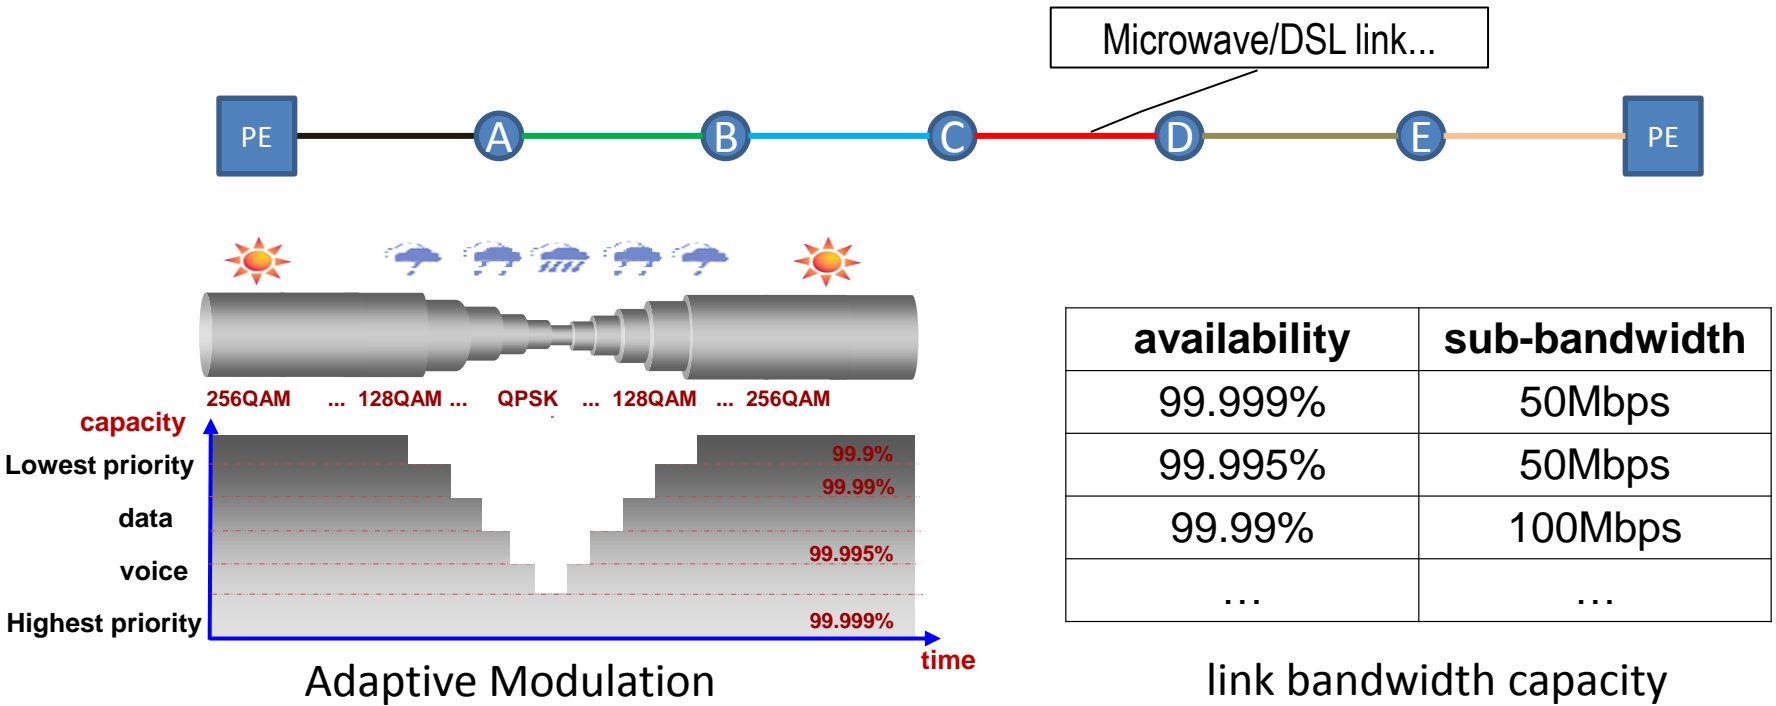 Microwave/DSL link...
PE
A
B
C
D
E
PE
256QAM ... 128QAM ... QPSK ... 128QAM ... 256QAM
capacity
Lowest priority
data
voice
Highest priority
99.9%
99.99%
99.995%
99.999%
time
Adaptive Modulation
availability sub-bandwidth
99.999% 50Mbps
99.995% 50Mbps
99.99% 100Mbps
... ...
link bandwidth capacity